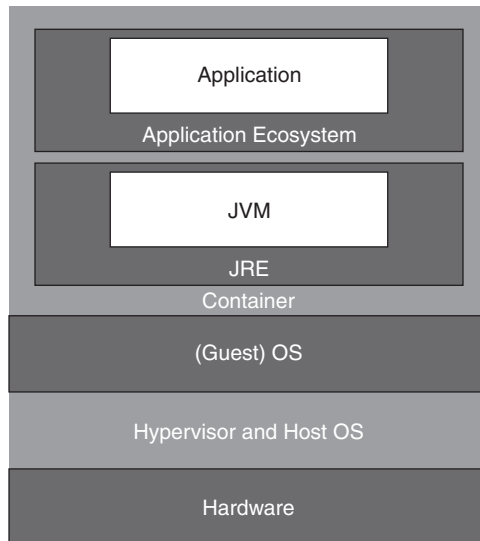 Application
Application Ecosystem
JVM
JRE
Container
(Guest) OS
Hypervisor and Host OS
Hardware